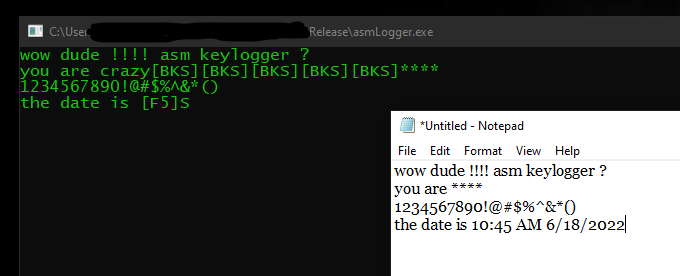 C:\User
Release\asmLogger.exe
wow dude !!!! asm keylogger ?
you are crazy[BKS][BKS][BKS][BKS][BKS]****
1234567890!@#$%^&*()
the date is [F5]S
*Untitled - Notepad
File Edit Format View Help
wow dude !!!! asm keylogger ?
you are ****
1234567890!@#$%^&*()
the date is 10:45 AM 6/18/2022